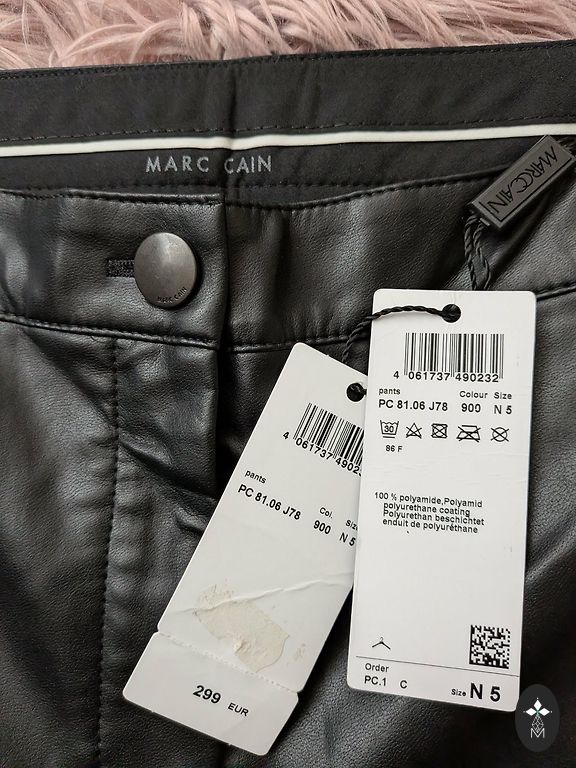 MARC CAIN
MARCCAIN
MARC CAIN
4 061737 490232
pants Colour Size
PC 81.06 J78 900 N 5
30
86 F
100 % polyamide,Polyamid
polyurethane coating
Polyurethan beschichtet
enduit de polyuréthane
Order
PC.1 C
Size N 5
4 061737 4902
pants
Col. Siz
PC 81.06 J78 900 N 5
299 EUR